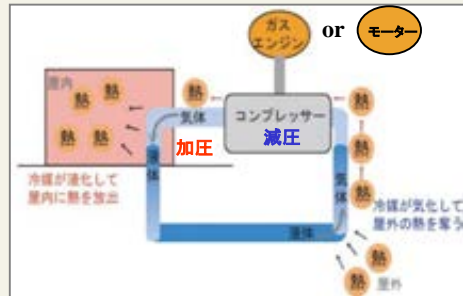 ガス
エンジン
or
モーター
屋内
熱
熱
熱
熱
熱
気体
コンプレッサー
減圧
加圧
液体
冷媒が液化して
屋内に熱を放出
熱
熱
熱
気体
冷媒が気化して
屋外の熱を奪う
液体
熱
熱
屋外